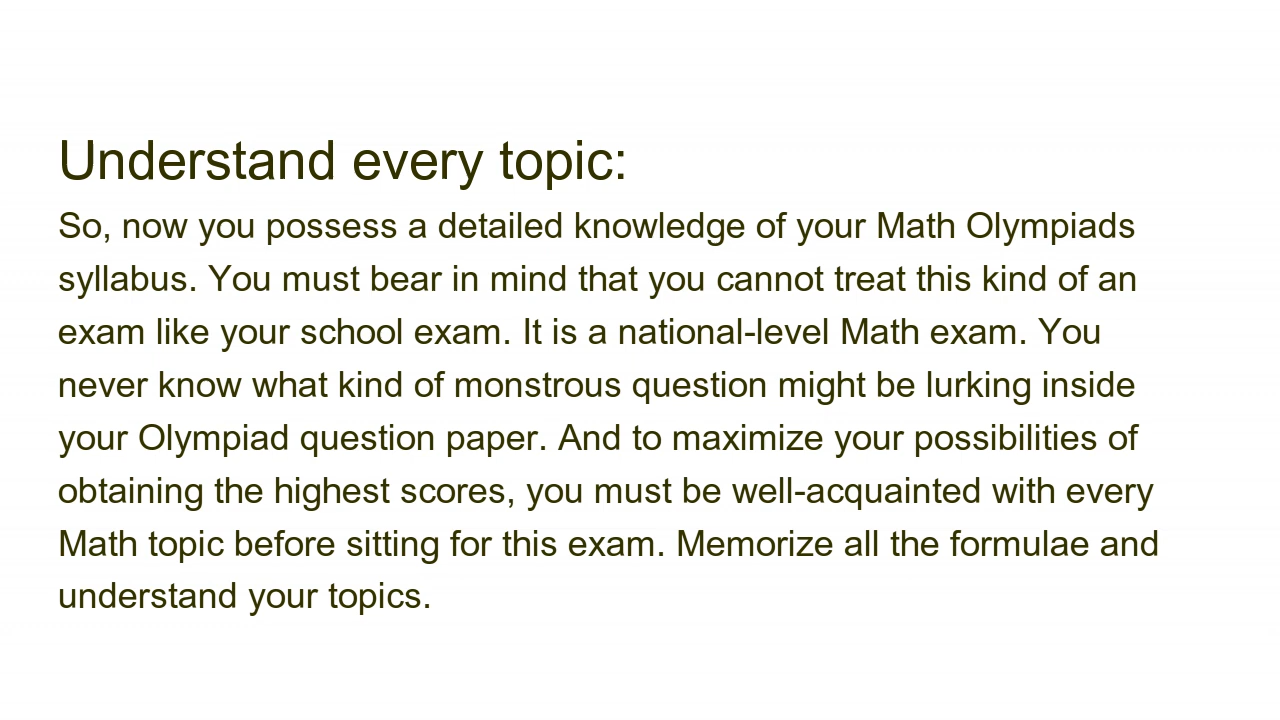 Understand every topic:
So, now you possess a detailed knowledge of your Math Olympiads
syllabus. You must bear in mind that you cannot treat this kind of an
exam like your school exam. It is a national-level Math exam. You
never know what kind of monstrous question might be lurking inside
your Olympiad question paper. And to maximize your possibilities of
obtaining the highest scores, you must be well-acquainted with every
Math topic before sitting for this exam. Memorize all the formulae and
understand your topics.